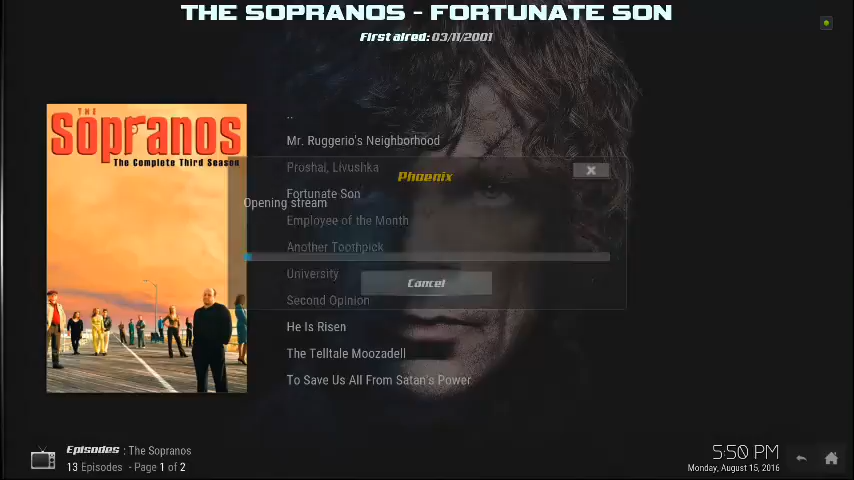 THE SOPRANOS - FORTUNATE SON
First aired: 03/11/2001
THE
Sopranos
The Complete Third Season
..
Mr. Ruggerio's Neighborhood
Proshai, Livushka
Phoenix
X
Fortunate Son
Opening stream
Employee of the Month
Another Toothpick
University
Cancel
Second Opinion
He Is Risen
The Telltale Moozadell
To Save Us All From Satan's Power
Episodes : The Sopranos
13 Episodes - Page 1 of 2
5:50 PM
Monday, August 15, 2016